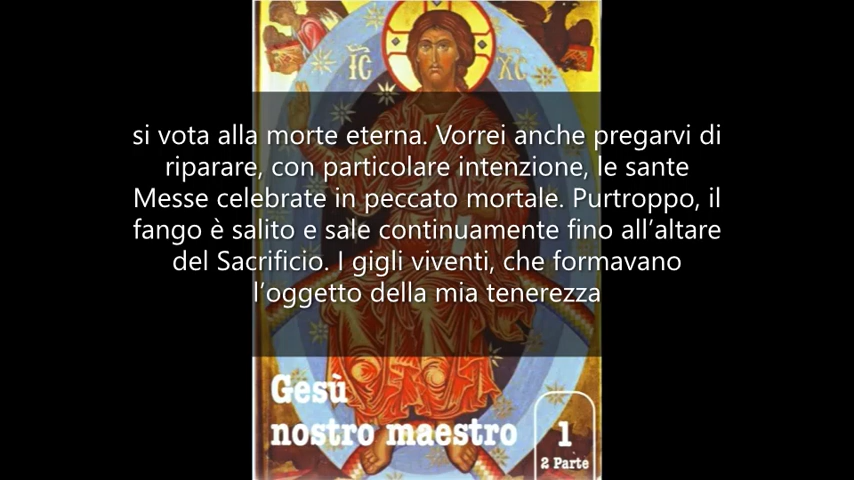 IC XC
si vota alla morte eterna. Vorrei anche pregarvi di
riparare, con particolare intenzione, le sante
Messe celebrate in peccato mortale. Purtroppo, il
fango è salito e sale continuamente fino all’altare
del Sacrificio. I gigli viventi, che formavano
l’oggetto della mia tenerezza
Gesù
nostro maestro
1
2 Parte